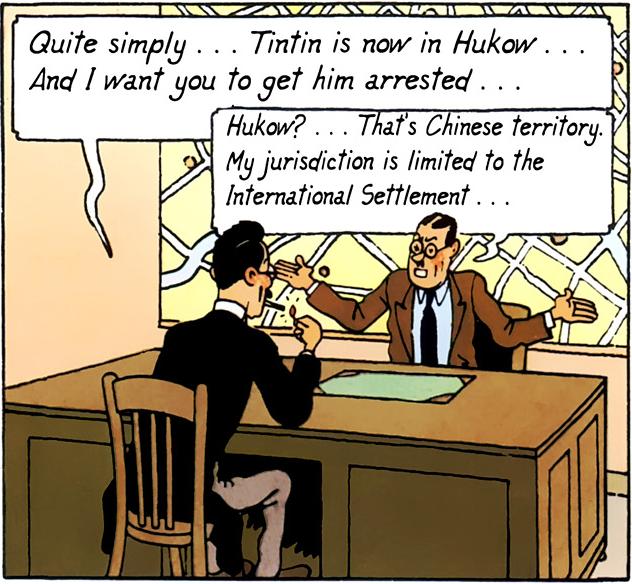 Quite simply . . . Tintin is now in Hukow . . .
And I want you to get him arrested . . .
Hukow? . . . That's Chinese territory.
My jurisdiction is limited to the
International Settlement . . .